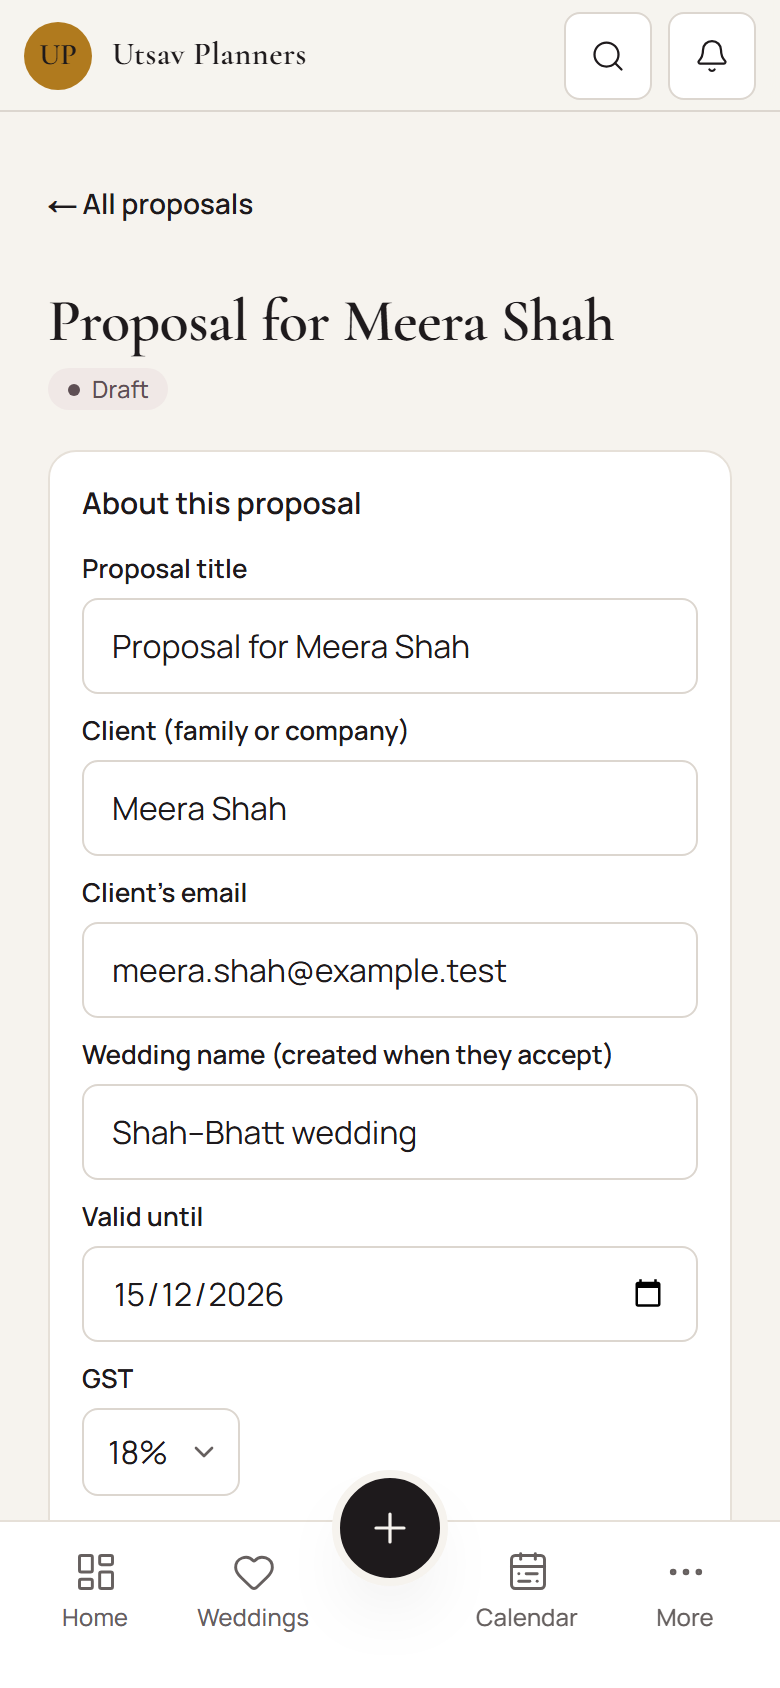 UP Utsav Planners
← All proposals
Proposal for Meera Shah
Draft
About this proposal
Proposal title
Proposal for Meera Shah
Client (family or company)
Meera Shah
Client’s email
meera.shah@example.test
Wedding name (created when they accept)
Shah–Bhatt wedding
Valid until
15/12/2026
GST
18%
Home Weddings Calendar More